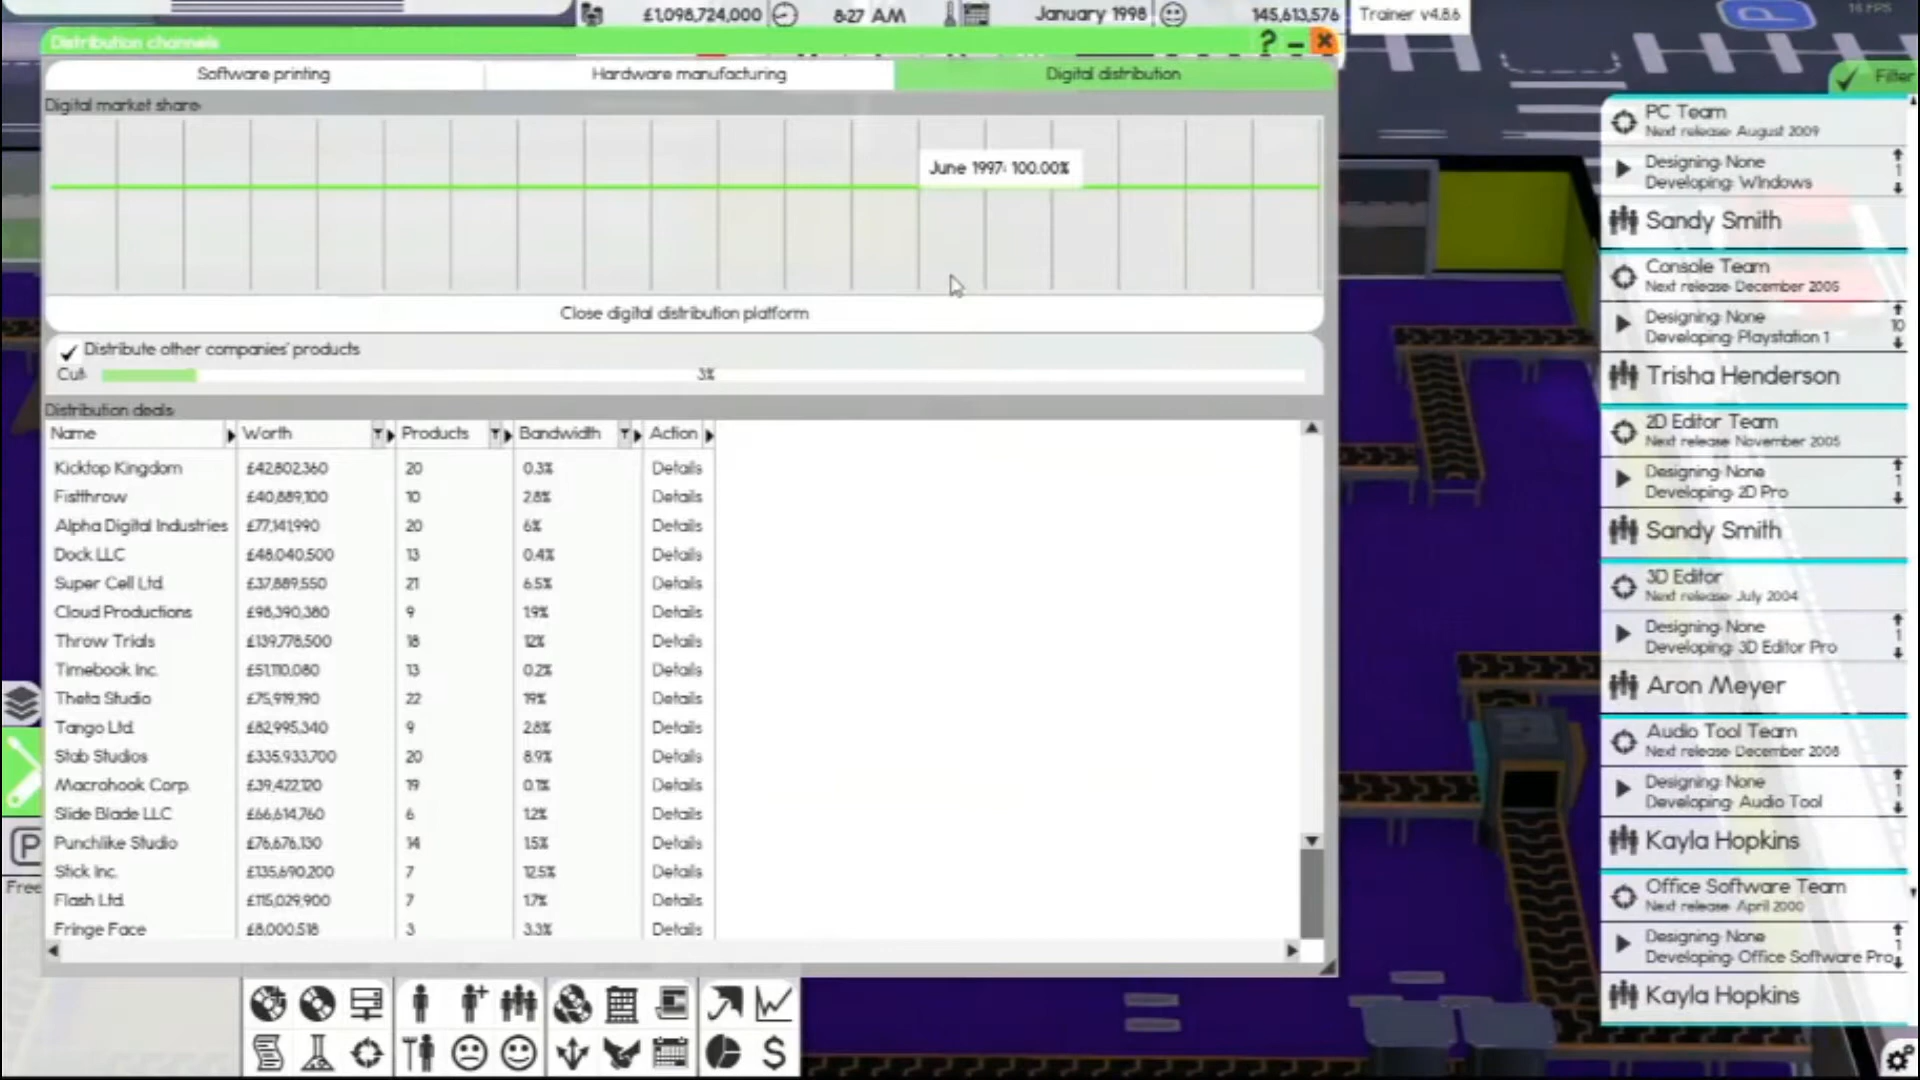 £1,098,724,000
8:27 AM
January 1998
145,613,576
Trainer v4.8.6
16 FPS
Distribution channels
? –
Software printing
Hardware manufacturing
Digital distribution
Digital market share:
June 1997: 100.00%
Close digital distribution platform
Distribute other companies' products
Cut:
3%
Distribution deals:
Name Worth Products Bandwidth Action
Kicktop Kingdom £42,802,360 20 0.3% Details
Fistthrow £40,889,100 10 2.8% Details
Alpha Digital Industries £77,141,990 20 6% Details
Dock LLC £48,040,500 13 0.4% Details
Super Cell Ltd. £37,889,550 21 6.5% Details
Cloud Productions £98,390,380 9 1.9% Details
Throw Trials £139,778,500 18 12% Details
Timebook Inc. £51,110,080 13 0.2% Details
Theta Studio £75,919,190 22 19% Details
Tango Ltd. £82,995,340 9 2.8% Details
Stab Studios £335,933,700 20 8.9% Details
Macrohook Corp. £39,422,120 19 0.1% Details
Slide Blade LLC £66,614,760 6 1.2% Details
Punchlike Studio £76,676,130 14 1.5% Details
Stick Inc. £135,690,200 7 12.5% Details
Flash Ltd. £115,029,900 7 1.7% Details
Fringe Face £8,000,518 3 3.3% Details
Free
P
Filter
PC Team
Next release: August 2009
Designing: None
Developing: WIndows
1
Sandy Smith
Console Team
Next release: December 2005
Designing: None
Developing: Playstation 1
10
Trisha Henderson
2D Editor Team
Next release: November 2005
Designing: None
Developing: 2D Pro
1
Sandy Smith
3D Editor
Next release: July 2004
Designing: None
Developing: 3D Editor Pro
1
Aron Meyer
Audio Tool Team
Next release: December 2008
Designing: None
Developing: Audio Tool
1
Kayla Hopkins
Office Software Team
Next release: April 2000
Designing: None
Developing: Office Software Pro
1
Kayla Hopkins